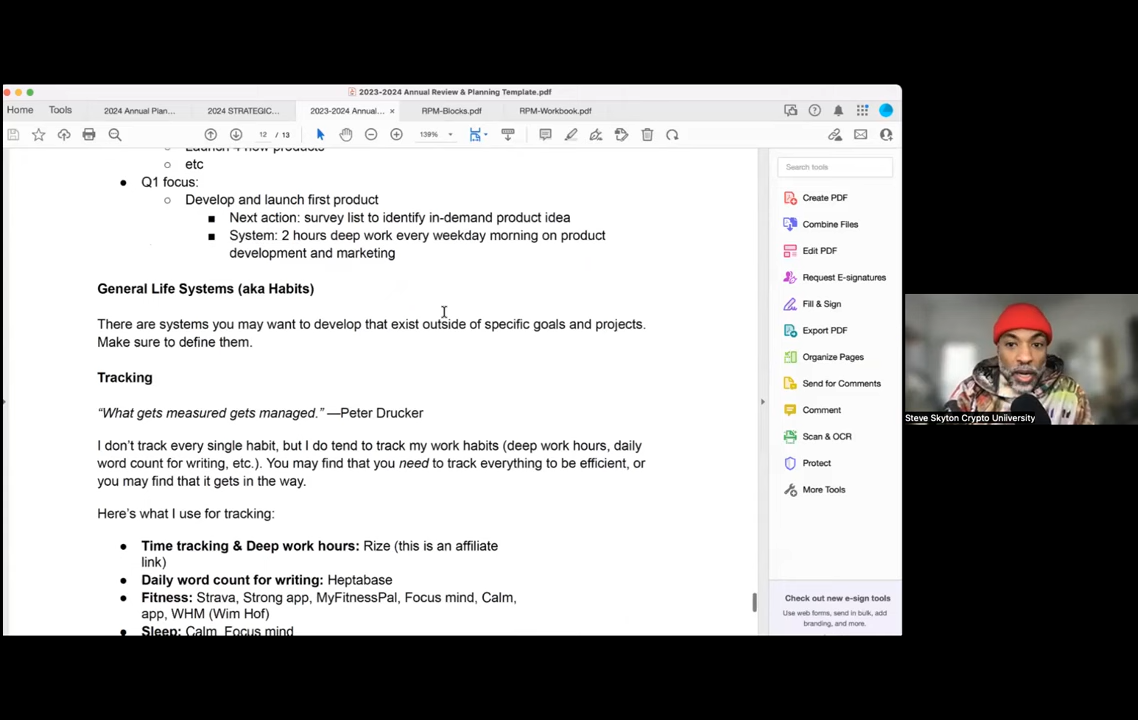 2023-2024 Annual Review & Planning Template.pdf
Home Tools 2024 Annual Plan... 2024 STRATEGIC... 2023-2024 Annual... × RPM-Blocks.pdf RPM-Workbook.pdf
12 / 13 139%
Launch 4 new products
○ etc
● Q1 focus:
○ Develop and launch first product
■ Next action: survey list to identify in-demand product idea
■ System: 2 hours deep work every weekday morning on product
development and marketing
General Life Systems (aka Habits)
There are systems you may want to develop that exist outside of specific goals and projects.
Make sure to define them.
Tracking
“What gets measured gets managed.” —Peter Drucker
I don’t track every single habit, but I do tend to track my work habits (deep work hours, daily
word count for writing, etc.). You may find that you need to track everything to be efficient, or
you may find that it gets in the way.
Here’s what I use for tracking:
● Time tracking & Deep work hours: Rize (this is an affiliate
link)
● Daily word count for writing: Heptabase
● Fitness: Strava, Strong app, MyFitnessPal, Focus mind, Calm,
app, WHM (Wim Hof)
● Sleep: Calm, Focus mind
Search tools
Create PDF
Combine Files
Edit PDF
Request E-signatures
Fill & Sign
Export PDF
Organize Pages
Send for Comments
Comment
Scan & OCR
Protect
More Tools
Check out new e-sign tools
Use web forms, send in bulk, add
branding, and more.
Steve Skyton Crypto Uniiversity